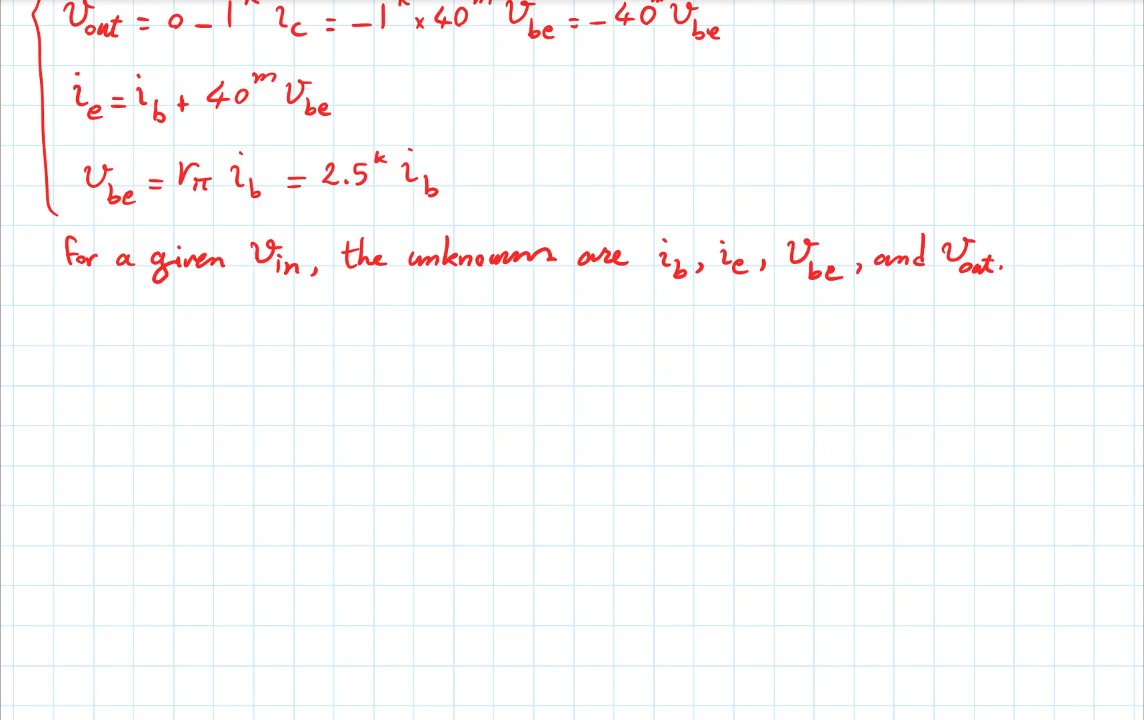 v_out = 0 - 1^k i_c = -1^k × 40^m v_be = -40^m v_be
i_e = i_b + 40^m v_be
v_be = r_π i_b = 2.5^k i_b
For a given v_in, the unknowns are i_b, i_e, v_be, and v_out.